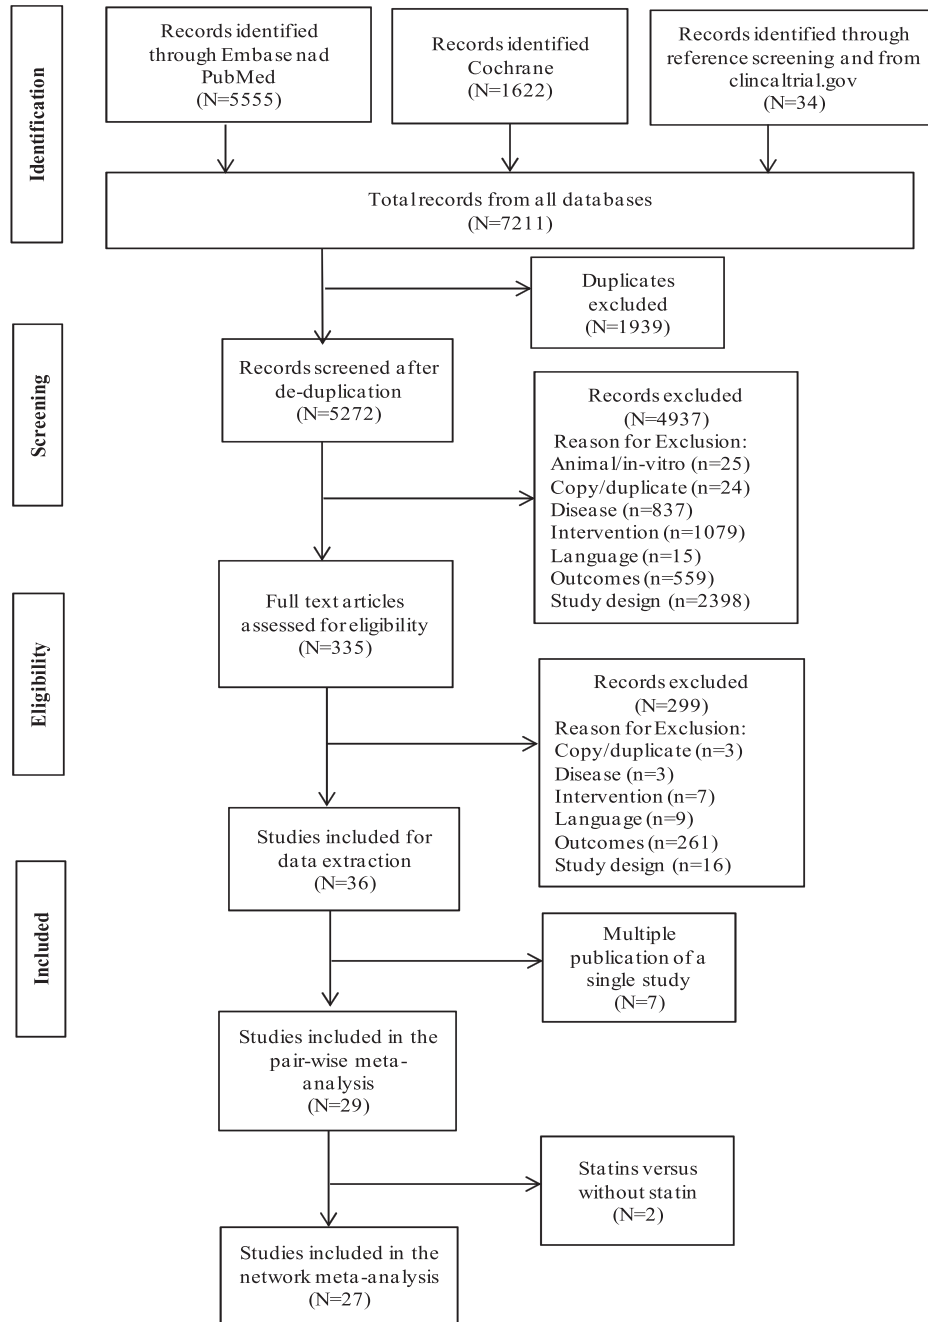 Identification
Records identified
through Embase nad
PubMed
(N=5555)
Records identified
Cochrane
(N=1622)
Records identified through
reference screening and from
clincaltrial.gov
(N=34)
Total records from all databases
(N=7211)
Duplicates
excluded
(N=1939)
Screening
Records screened after
de-duplication
(N=5272)
Records excluded
(N=4937)
Reason for Exclusion:
Animal/in-vitro (n=25)
Copy/duplicate (n=24)
Disease (n=837)
Intervention (n=1079)
Language (n=15)
Outcomes (n=559)
Study design (n=2398)
Eligibility
Full text articles
assessed for eligibility
(N=335)
Records excluded
(N=299)
Reason for Exclusion:
Copy/duplicate (n=3)
Disease (n=3)
Intervention (n=7)
Language (n=9)
Outcomes (n=261)
Study design (n=16)
Studies included for
data extraction
(N=36)
Included
Multiple
publication of a
single study
(N=7)
Studies included in the
pair-wise meta-
analysis
(N=29)
Statins versus
without statin
(N=2)
Studies included in the
network meta-analysis
(N=27)